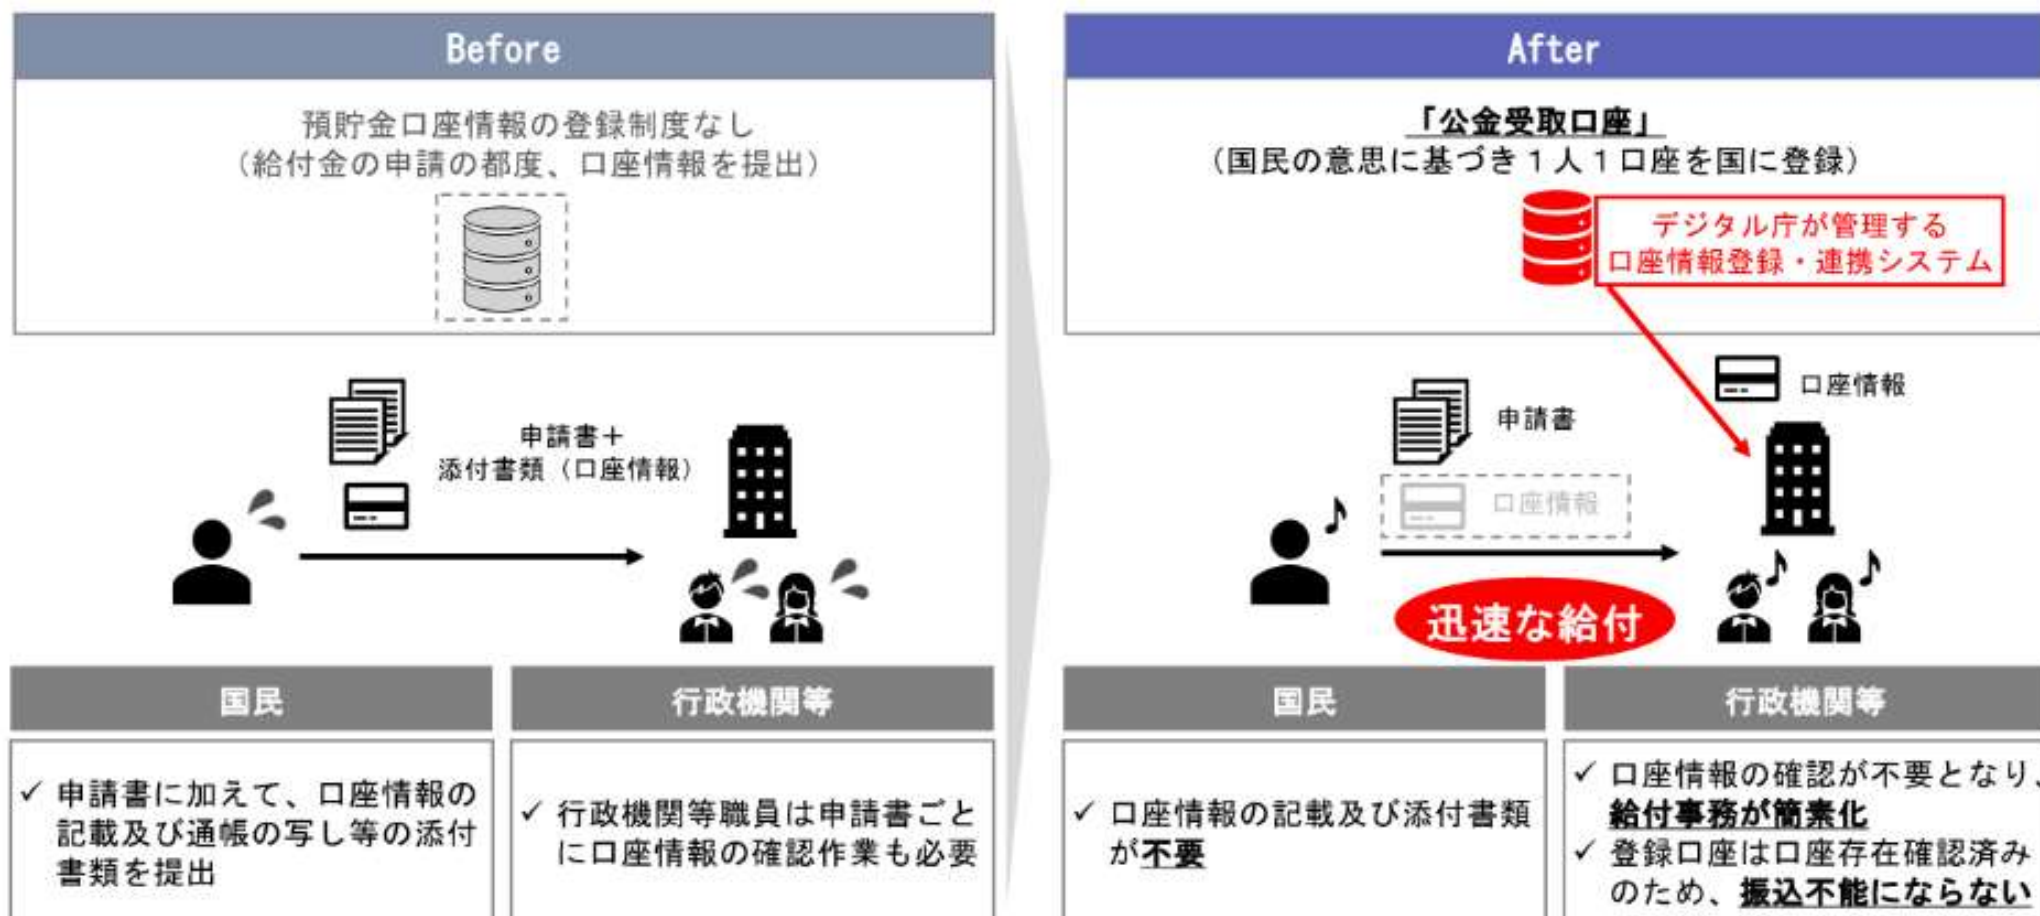 Before
預貯金口座情報の登録制度なし
（給付金の申請の都度、口座情報を提出）
申請書＋
添付書類（口座情報）
国民
行政機関等
✓ 申請書に加えて、口座情報の
記載及び通帳の写し等の添付
書類を提出
✓ 行政機関等職員は申請書ごと
に口座情報の確認作業も必要
After
「公金受取口座」
（国民の意思に基づき１人１口座を国に登録）
デジタル庁が管理する
口座情報登録・連携システム
口座情報
申請書
口座情報
迅速な給付
国民
行政機関等
✓ 口座情報の記載及び添付書類
が不要
✓ 口座情報の確認が不要となり、
給付事務が簡素化
✓ 登録口座は口座存在確認済み
のため、振込不能にならない